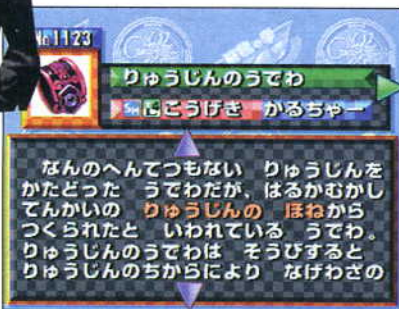 No.1123
りゅうじんのうでわ
こうげき かるちゃー
なんのへんてつもない りゅうじんを
かたどった うでわだが、はるかむかし
てんかいの りゅうじんの ほねから
つくられたと いわれている うでわ。
りゅうじんのうでわは そうびすると
りゅうじんのちからにより なげわざの